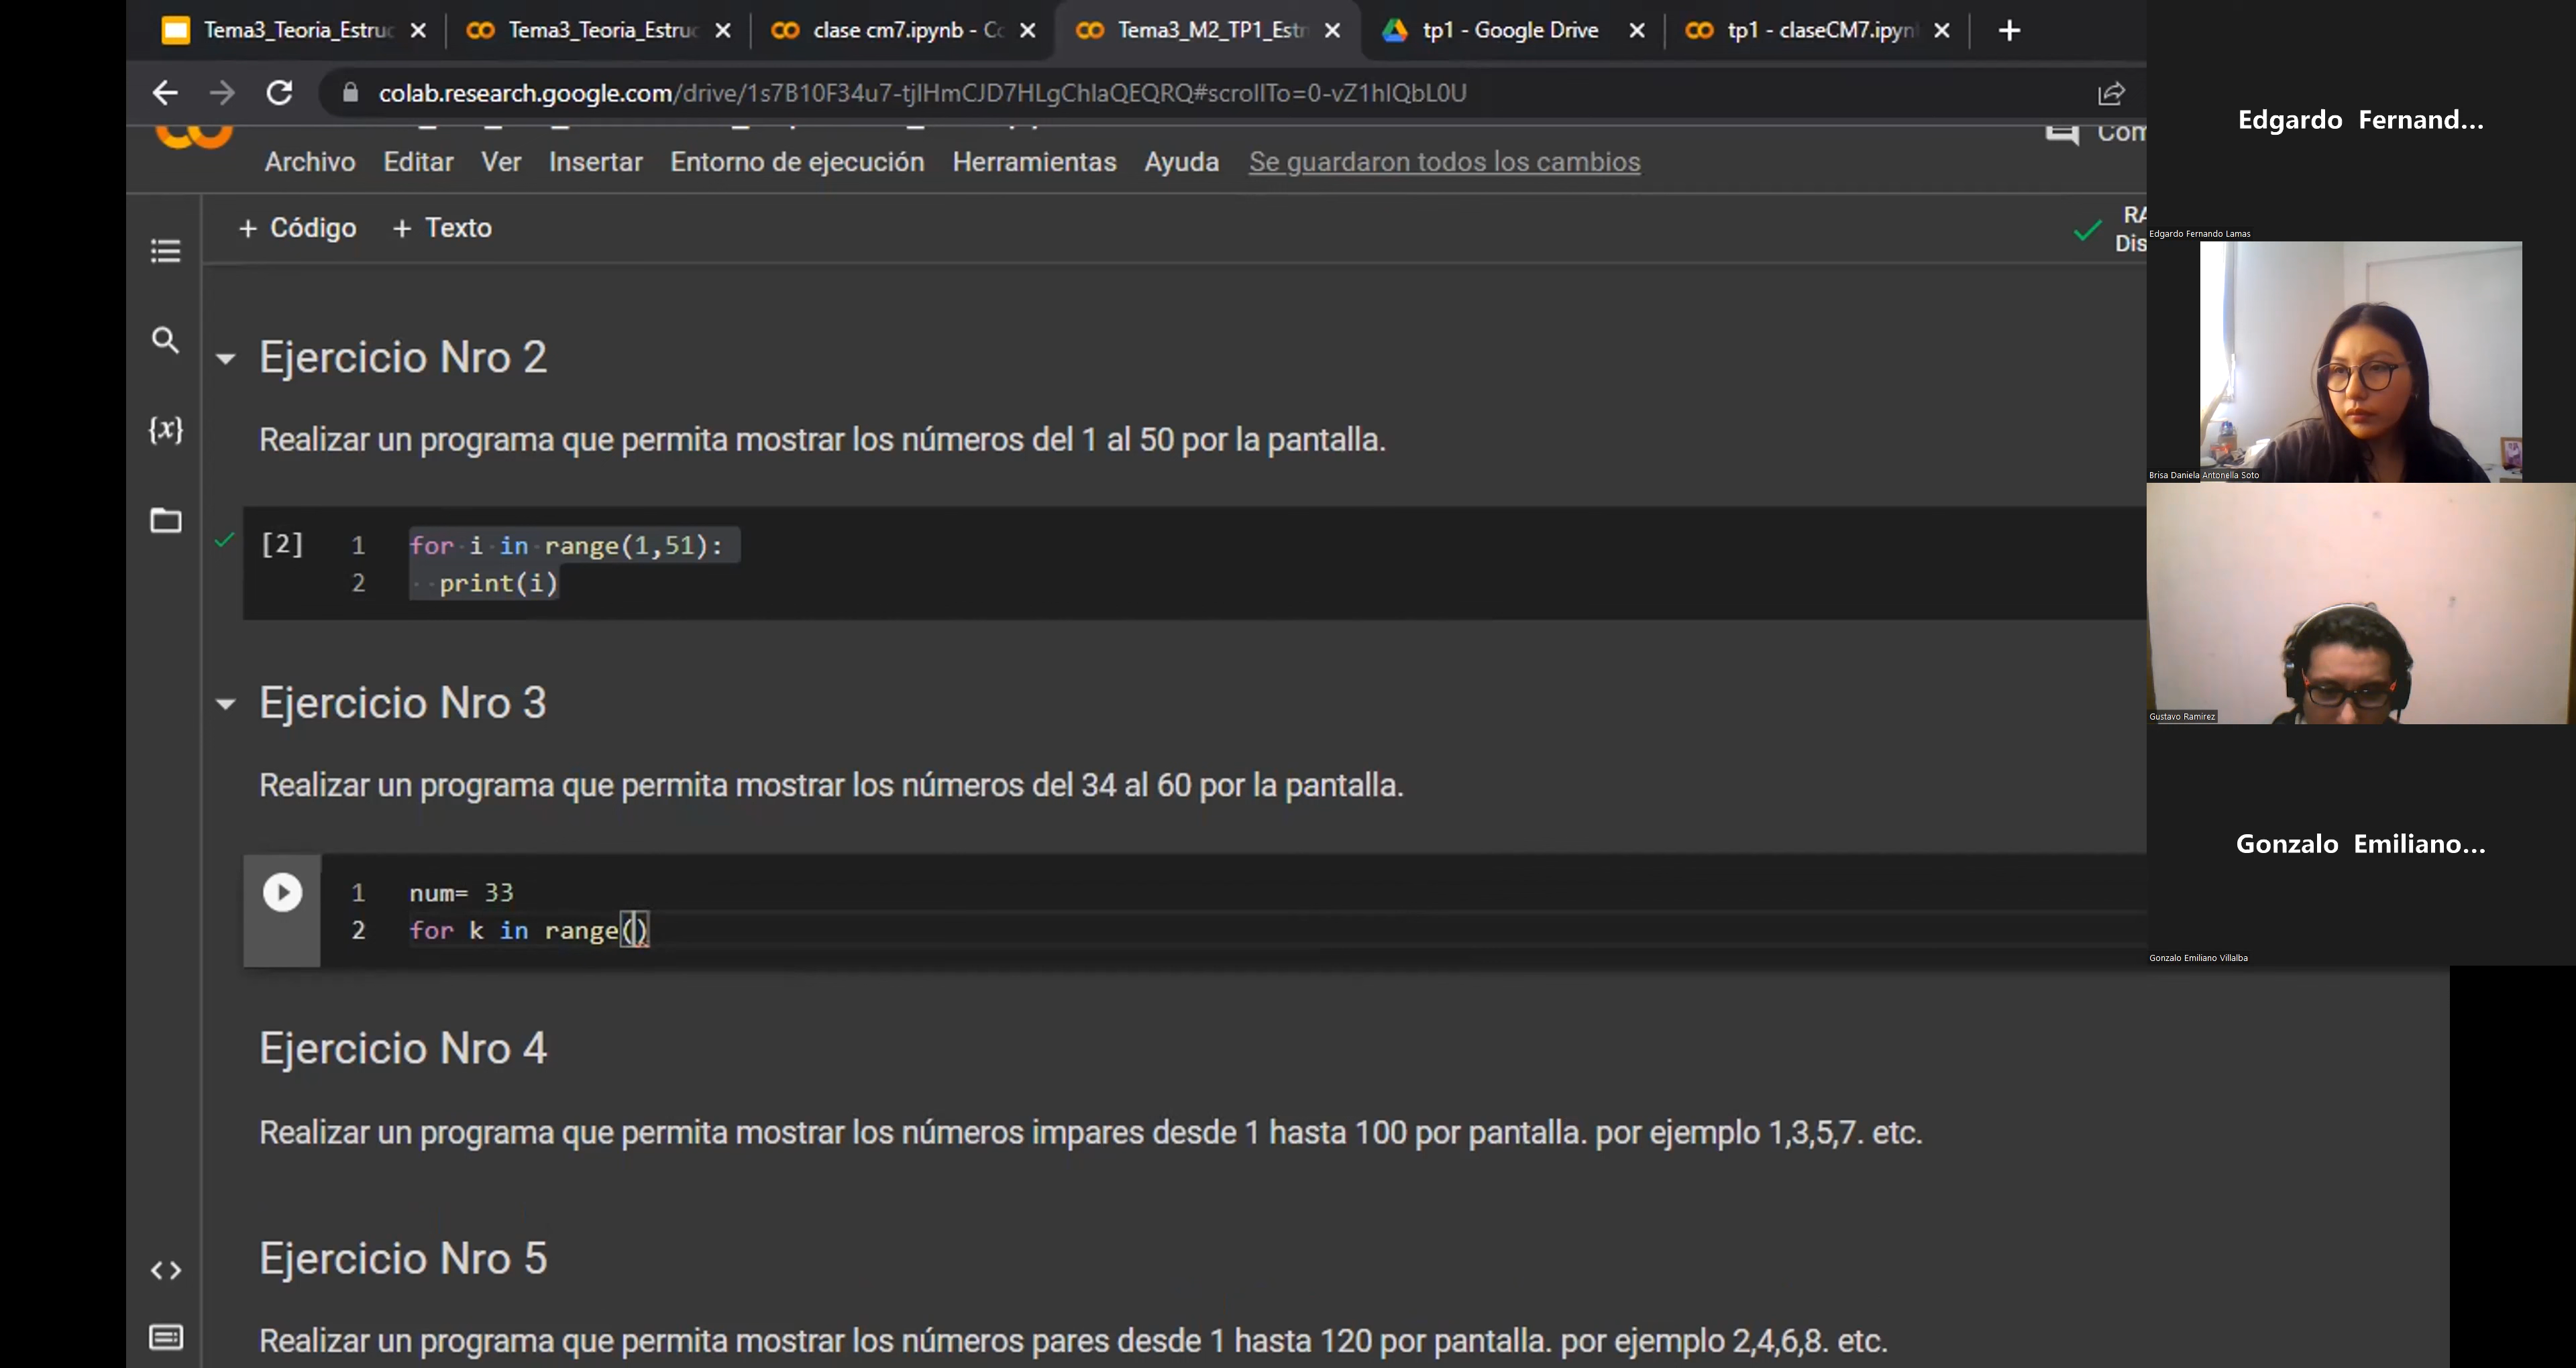 Tema3_Teoria_Estruc
Tema3_Teoria_Estruc
clase cm7.ipynb - Co
Tema3_M2_TP1_Estr
tp1 - Google Drive
tp1 - claseCM7.ipyn
colab.research.google.com/drive/1s7B10F34u7-tjIHmCJD7HLgChlaQEQRQ#scrollTo=0-vZ1hlQbL0U
Com
Archivo Editar Ver Insertar Entorno de ejecución Herramientas Ayuda Se guardaron todos los cambios
+ Código + Texto
RA
Dis
Ejercicio Nro 2
Realizar un programa que permita mostrar los números del 1 al 50 por la pantalla.
[2] 1 for i in range(1,51):
2 print(i)
Ejercicio Nro 3
Realizar un programa que permita mostrar los números del 34 al 60 por la pantalla.
1 num= 33
2 for k in range()
Ejercicio Nro 4
Realizar un programa que permita mostrar los números impares desde 1 hasta 100 por pantalla. por ejemplo 1,3,5,7. etc.
Ejercicio Nro 5
Realizar un programa que permita mostrar los números pares desde 1 hasta 120 por pantalla. por ejemplo 2,4,6,8. etc.
Edgardo Fernand...
Edgardo Fernando Lamas
Brisa Daniela Antonella Soto
Gustavo Ramirez
Gonzalo Emiliano...
Gonzalo Emiliano Villalba